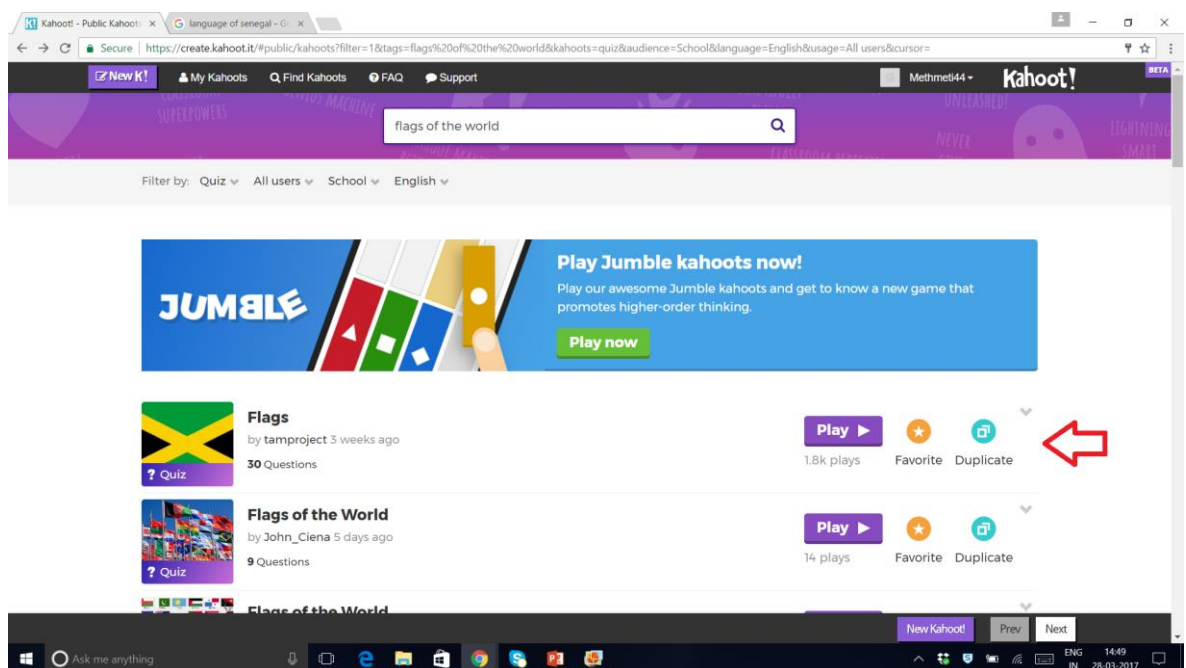 Kahoot! - Public Kahoots
language of senegal - G
Secure | https://create.kahoot.it/#public/kahoots?filter=1&tags=flags%20of%20the%20world&kahoots=quiz&audience=School&language=English&usage=All users&cursor=
New K! My Kahoots Find Kahoots FAQ Support Methmeti44 Kahoot! BETA
SUPERPOWERS MACHINE UNLEASHED!
flags of the world
NEVER LIGHTNING SMART
Filter by: Quiz All users School English
JUMBLE
Play Jumble kahoots now!
Play our awesome Jumble kahoots and get to know a new game that
promotes higher-order thinking.
Play now
Flags
by tamproject 3 weeks ago
30 Questions
? Quiz
Play
1.8k plays
Favorite Duplicate
Flags of the World
by John_Ciena 5 days ago
9 Questions
? Quiz
Play
14 plays
Favorite Duplicate
Flags of the World
New Kahoot! Prev Next
Ask me anything
ENG 14:49
IN 28-03-2017